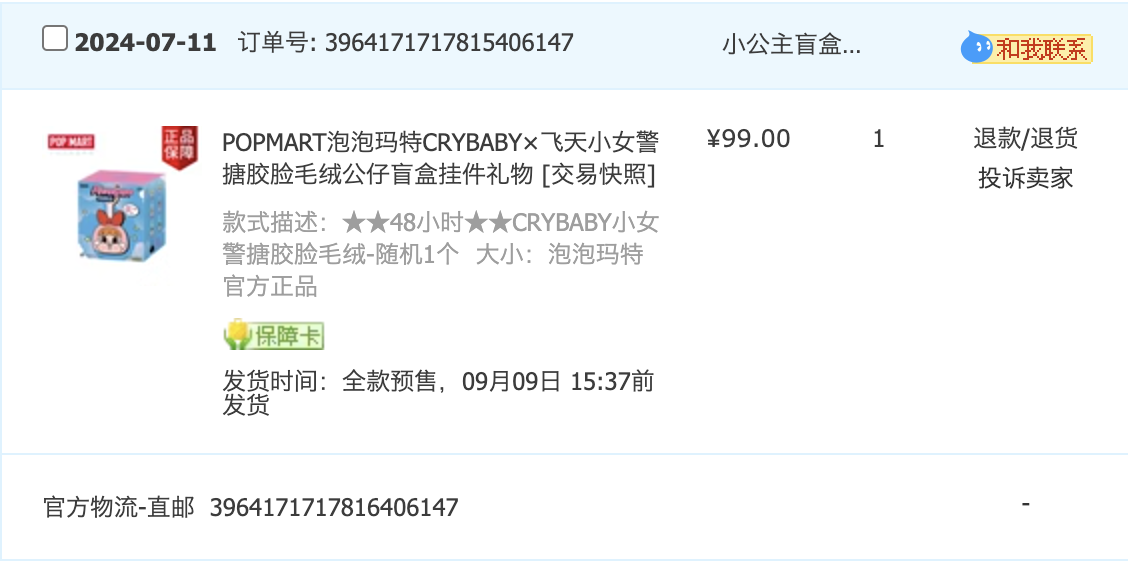 2024-07-11 订单号: 3964171717815406147 小公主盲盒... 和我联系
POP MART
正品
保障
POPMART泡泡玛特CRYBABY×飞天小女警 ¥99.00 1 退款/退货
搪胶脸毛绒公仔盲盒挂件礼物 [交易快照] 投诉卖家
款式描述：★★48小时★★CRYBABY小女
警搪胶脸毛绒-随机1个 大小：泡泡玛特
官方正品
保障卡
发货时间：全款预售，09月09日 15:37前
发货
官方物流-直邮 3964171717816406147 -